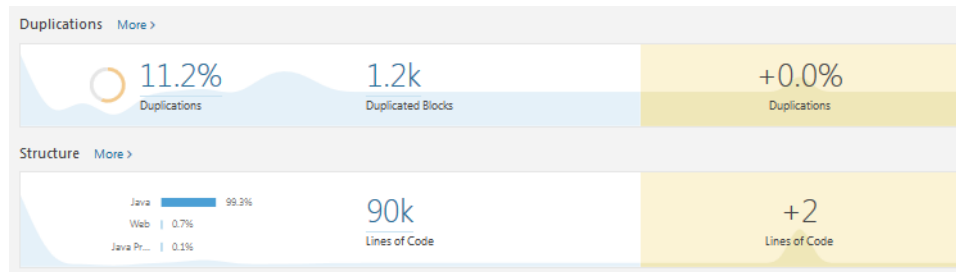 Duplications More >
11.2%
Duplications
1.2k
Duplicated Blocks
+0.0%
Duplications
Structure More >
Java 99.3%
Web 0.7%
Java Pr... 0.1%
90k
Lines of Code
+2
Lines of Code